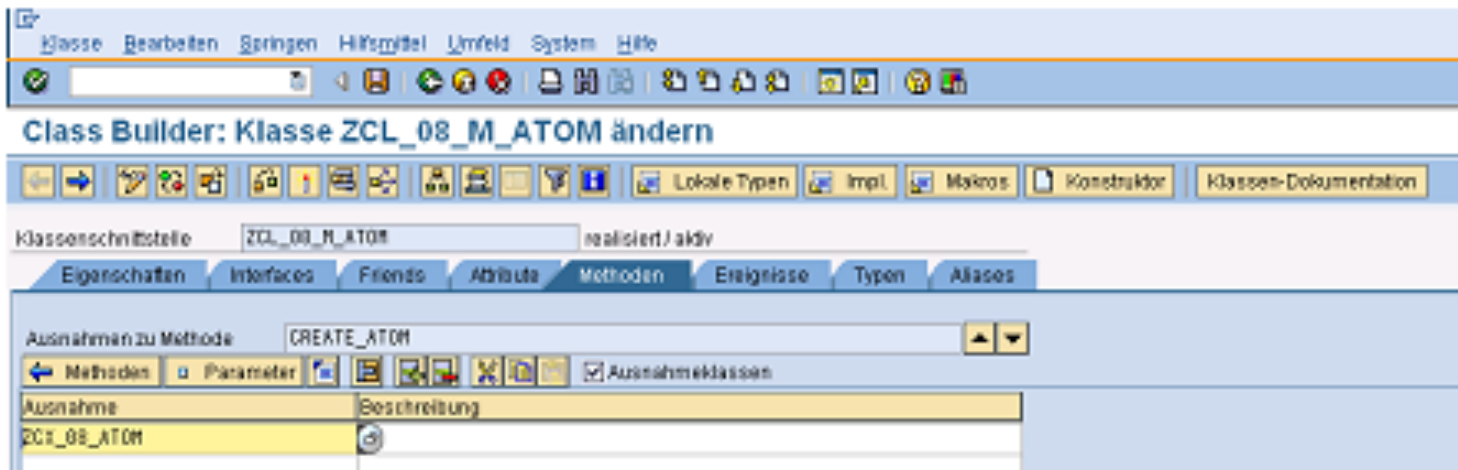 Klasse Bearbeiten Springen Hilfsmittel Umfeld System Hilfe
Class Builder: Klasse ZCL_08_M_ATOM ändern
Lokale Typen Impl. Makros Konstruktor Klassen-Dokumentation
Klassenschnittstelle ZCL_08_M_ATOM realisiert / aktiv
Eigenschaften Interfaces Friends Attribute Methoden Ereignisse Typen Aliases
Ausnahmen zu Methode CREATE_ATOM
Methoden Parameter Ausnahmeklassen
Ausnahme Beschreibung
ZCX_08_ATOM